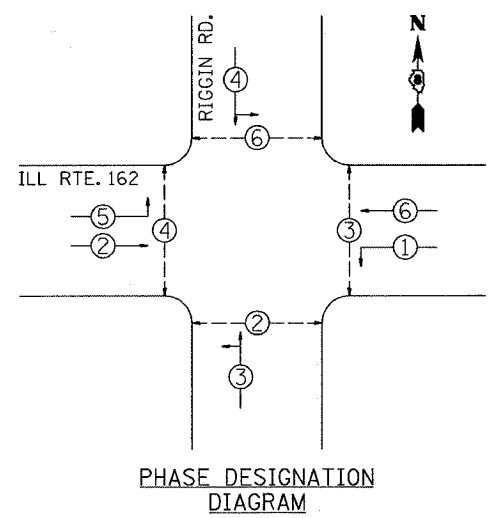 N
RIGGIN RD.
4
6
ILL RTE. 162
5
6
4
3
2
1
2
3
PHASE DESIGNATION
DIAGRAM